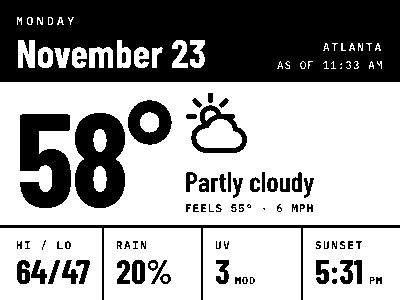 MONDAY
November 23
ATLANTA
AS OF 11:33 AM
58°
Partly cloudy
FEELS 55° · 6 MPH
HI / LO
64/47
RAIN
20%
UV
3 MOD
SUNSET
5:31 PM